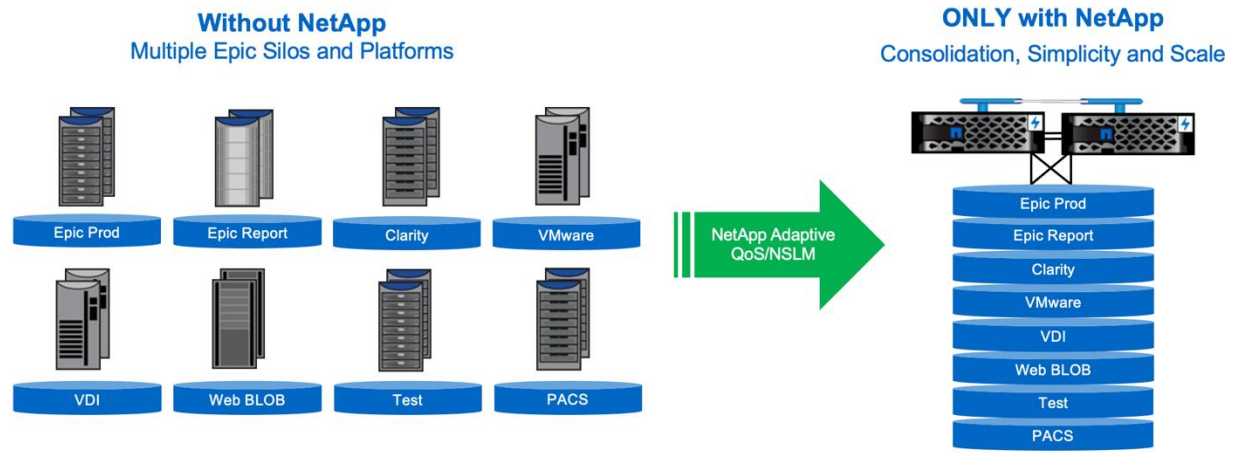 Without NetApp
Multiple Epic Silos and Platforms
Epic Prod
Epic Report
Clarity
VMware
VDI
Web BLOB
Test
PACS
NetApp Adaptive
QoS/NSLM
ONLY with NetApp
Consolidation, Simplicity and Scale
Epic Prod
Epic Report
Clarity
VMware
VDI
Web BLOB
Test
PACS